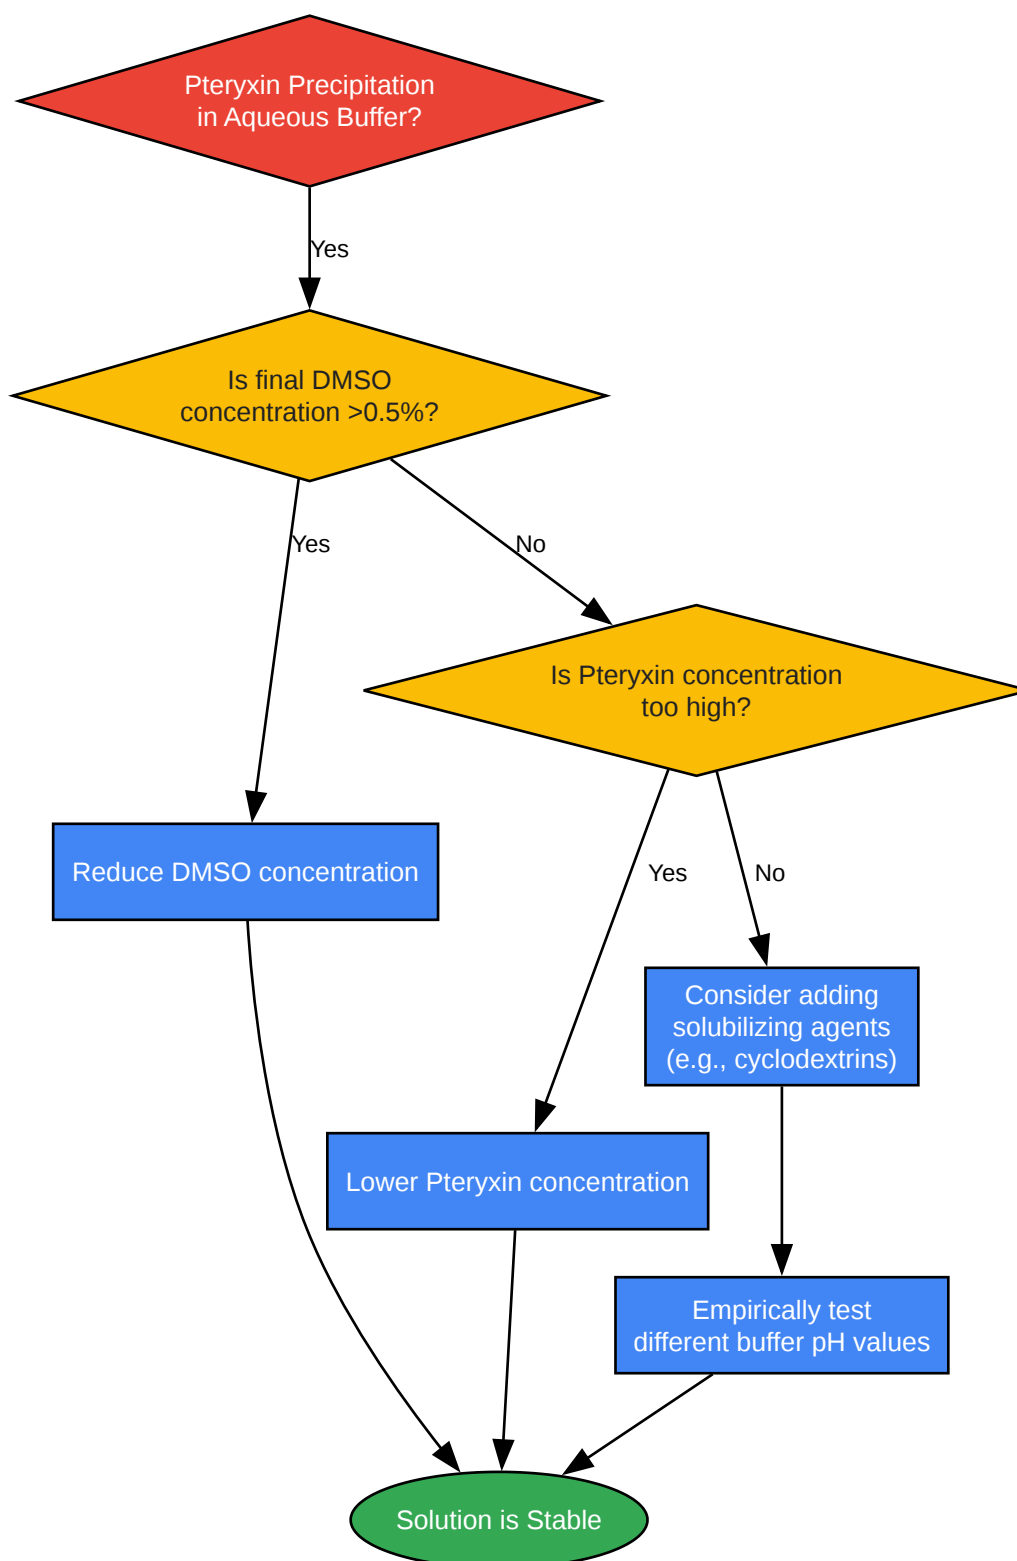 Pteryxin Precipitation
in Aqueous Buffer?
Yes
Is final DMSO
concentration >0.5%?
Yes
No
Is Pteryxin concentration
too high?
Reduce DMSO concentration
Yes
No
Consider adding
solubilizing agents
(e.g., cyclodextrins)
Lower Pteryxin concentration
Empirically test
different buffer pH values
Solution is Stable